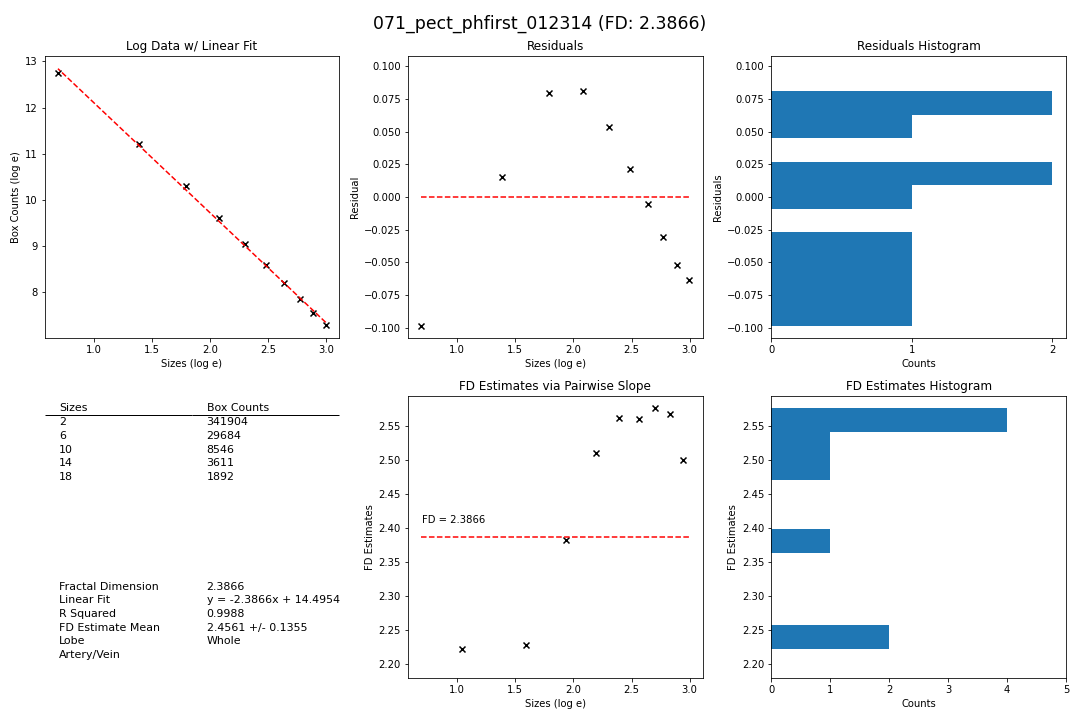 071_pect_phfirst_012314 (FD: 2.3866)
Log Data w/ Linear Fit
13
12
11
10
9
8
Box Counts (log e)
1.0 1.5 2.0 2.5 3.0
Sizes (log e)
Residuals
0.100
0.075
0.050
0.025
0.000
−0.025
−0.050
−0.075
−0.100
Residual
1.0 1.5 2.0 2.5 3.0
Sizes (log e)
Residuals Histogram
0.100
0.075
0.050
0.025
0.000
−0.025
−0.050
−0.075
−0.100
Residuals
0 1 2
Counts
Sizes Box Counts
2 341904
6 29684
10 8546
14 3611
18 1892
Fractal Dimension 2.3866
Linear Fit y = -2.3866x + 14.4954
R Squared 0.9988
FD Estimate Mean 2.4561 +/- 0.1355
Lobe Whole
Artery/Vein
FD Estimates via Pairwise Slope
2.55
2.50
2.45
2.40
2.35
2.30
2.25
2.20
FD Estimates
FD = 2.3866
1.0 1.5 2.0 2.5 3.0
Sizes (log e)
FD Estimates Histogram
2.55
2.50
2.45
2.40
2.35
2.30
2.25
2.20
FD Estimates
0 1 2 3 4 5
Counts